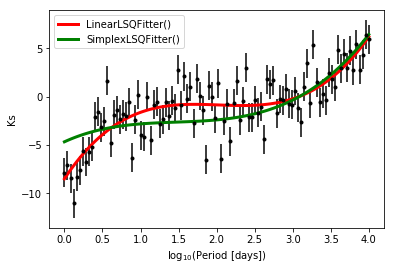 LinearLSQFitter()
SimplexLSQFitter()
5
0
−5
−10
Ks
0.0 0.5 1.0 1.5 2.0 2.5 3.0 3.5 4.0
log₁₀(Period [days])